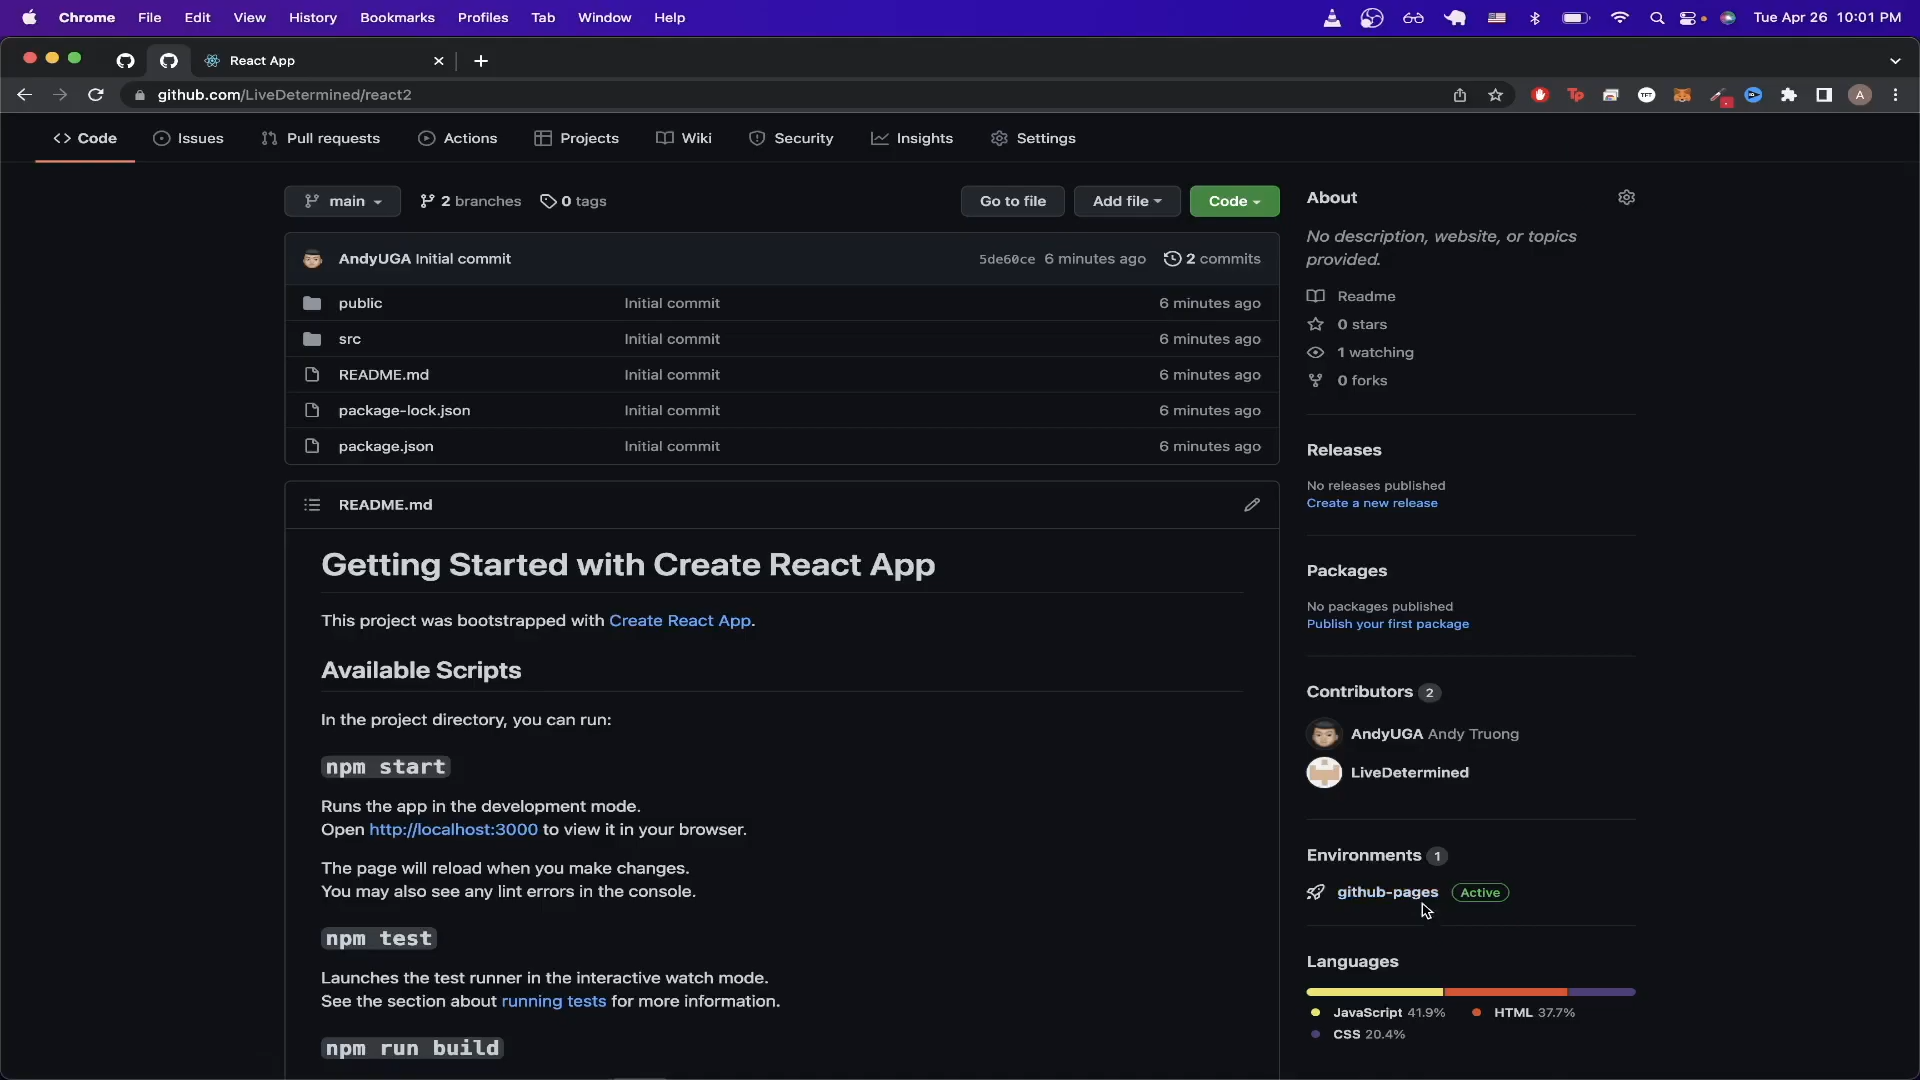 Chrome File Edit View History Bookmarks Profiles Tab Window Help Tue Apr 26 10:01 PM
React App
github.com/LiveDetermined/react2
<> Code Issues Pull requests Actions Projects Wiki Security Insights Settings
main 2 branches 0 tags Go to file Add file Code
AndyUGA Initial commit 5de60ce 6 minutes ago 2 commits
public Initial commit 6 minutes ago
src Initial commit 6 minutes ago
README.md Initial commit 6 minutes ago
package-lock.json Initial commit 6 minutes ago
package.json Initial commit 6 minutes ago
README.md
Getting Started with Create React App
This project was bootstrapped with Create React App.
Available Scripts
In the project directory, you can run:
npm start
Runs the app in the development mode.
Open http://localhost:3000 to view it in your browser.
The page will reload when you make changes.
You may also see any lint errors in the console.
npm test
Launches the test runner in the interactive watch mode.
See the section about running tests for more information.
npm run build
About
No description, website, or topics
provided.
Readme
0 stars
1 watching
0 forks
Releases
No releases published
Create a new release
Packages
No packages published
Publish your first package
Contributors 2
AndyUGA Andy Truong
LiveDetermined
Environments 1
github-pages Active
Languages
JavaScript 41.9% HTML 37.7%
CSS 20.4%